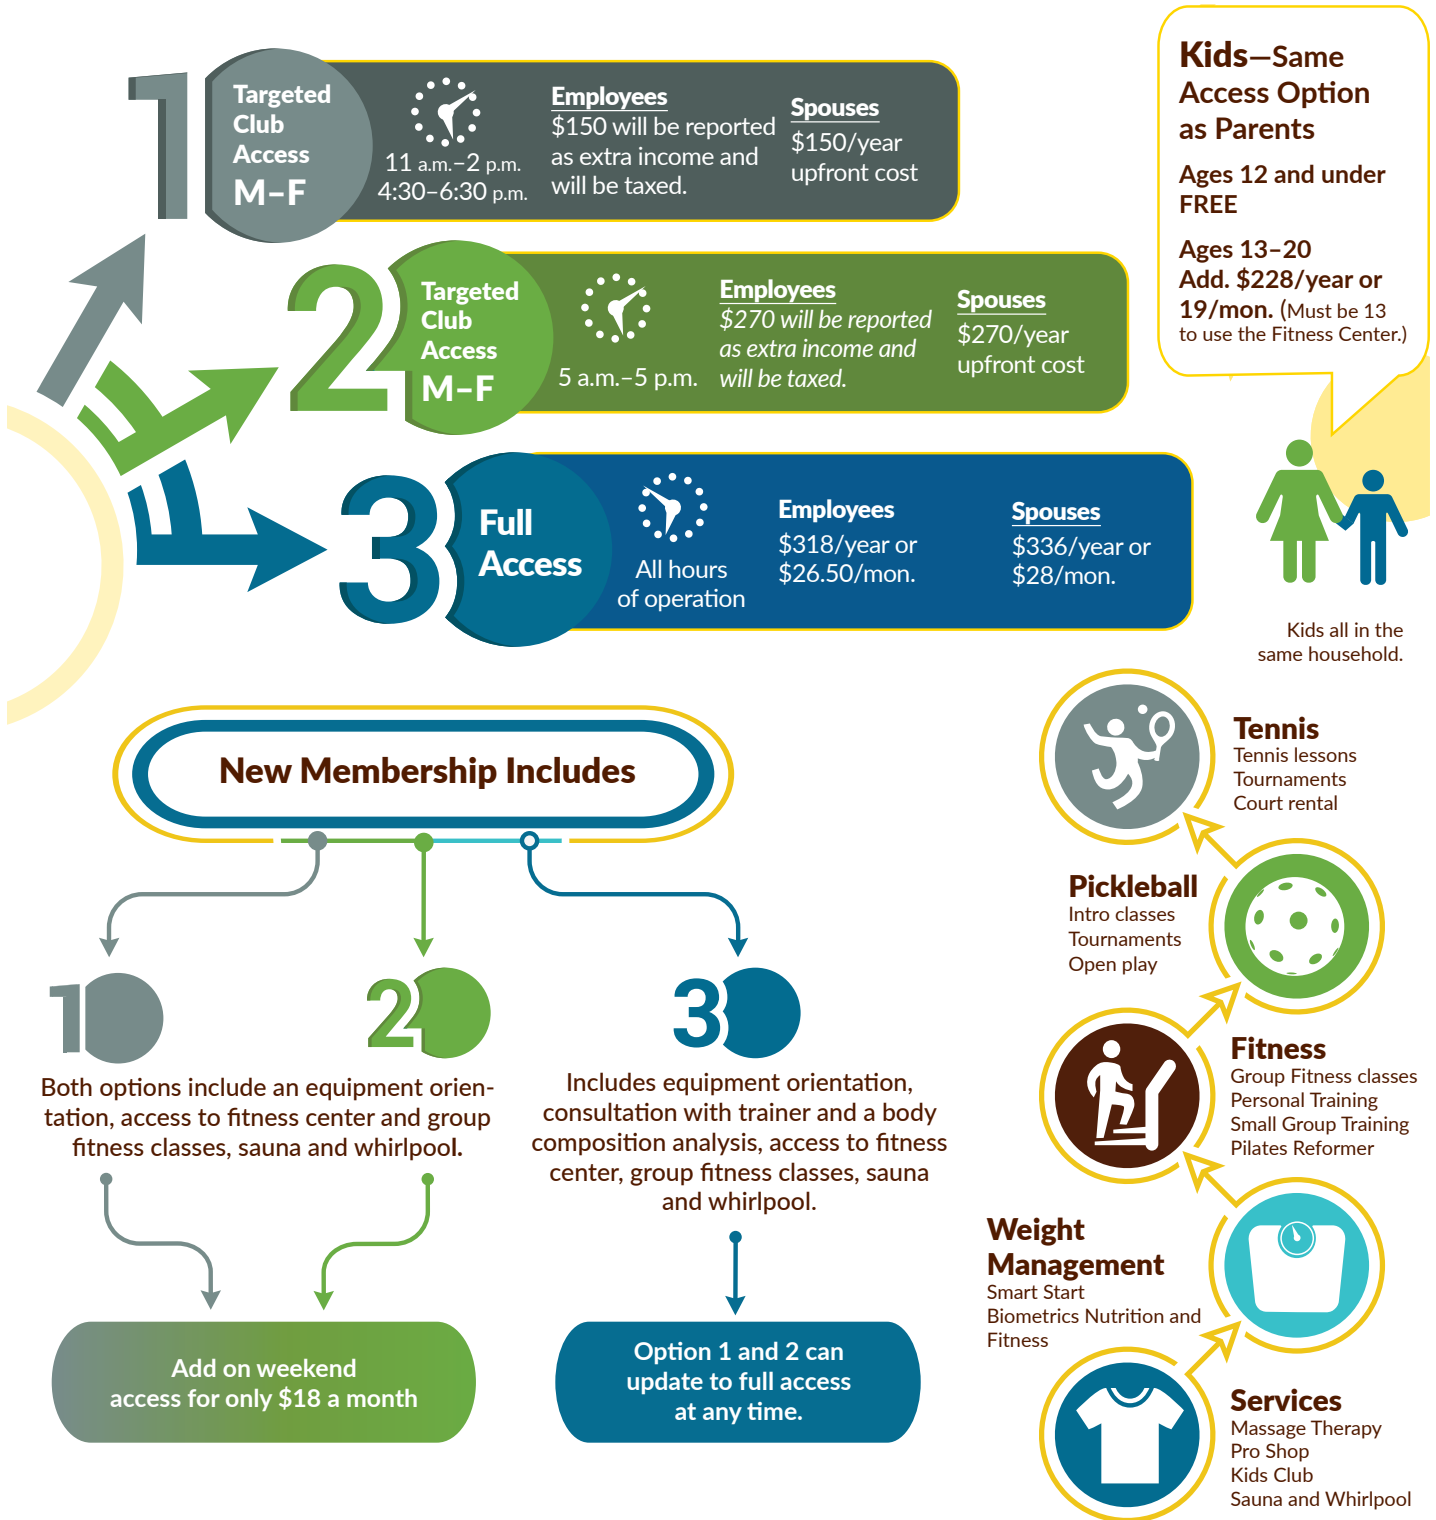 1
Targeted
Club
Access
M–F
11 a.m.–2 p.m.
4:30–6:30 p.m.
Employees
$150 will be reported
as extra income and
will be taxed.
Spouses
$150/year
upfront cost
2
Targeted
Club
Access
M–F
5 a.m.–5 p.m.
Employees
$270 will be reported
as extra income and
will be taxed.
Spouses
$270/year
upfront cost
3
Full
Access
All hours
of operation
Employees
$318/year or
$26.50/mon.
Spouses
$336/year or
$28/mon.
Kids—Same
Access Option
as Parents
Ages 12 and under
FREE
Ages 13–20
Add. $228/year or
19/mon. (Must be 13
to use the Fitness Center.)
Kids all in the
same household.
New Membership Includes
1
2
Both options include an equipment orien-
tation, access to fitness center and group
fitness classes, sauna and whirlpool.
Add on weekend
access for only $18 a month
3
Includes equipment orientation,
consultation with trainer and a body
composition analysis, access to fitness
center, group fitness classes, sauna
and whirlpool.
Option 1 and 2 can
update to full access
at any time.
Tennis
Tennis lessons
Tournaments
Court rental
Pickleball
Intro classes
Tournaments
Open play
Fitness
Group Fitness classes
Personal Training
Small Group Training
Pilates Reformer
Weight
Management
Smart Start
Biometrics Nutrition and
Fitness
Services
Massage Therapy
Pro Shop
Kids Club
Sauna and Whirlpool